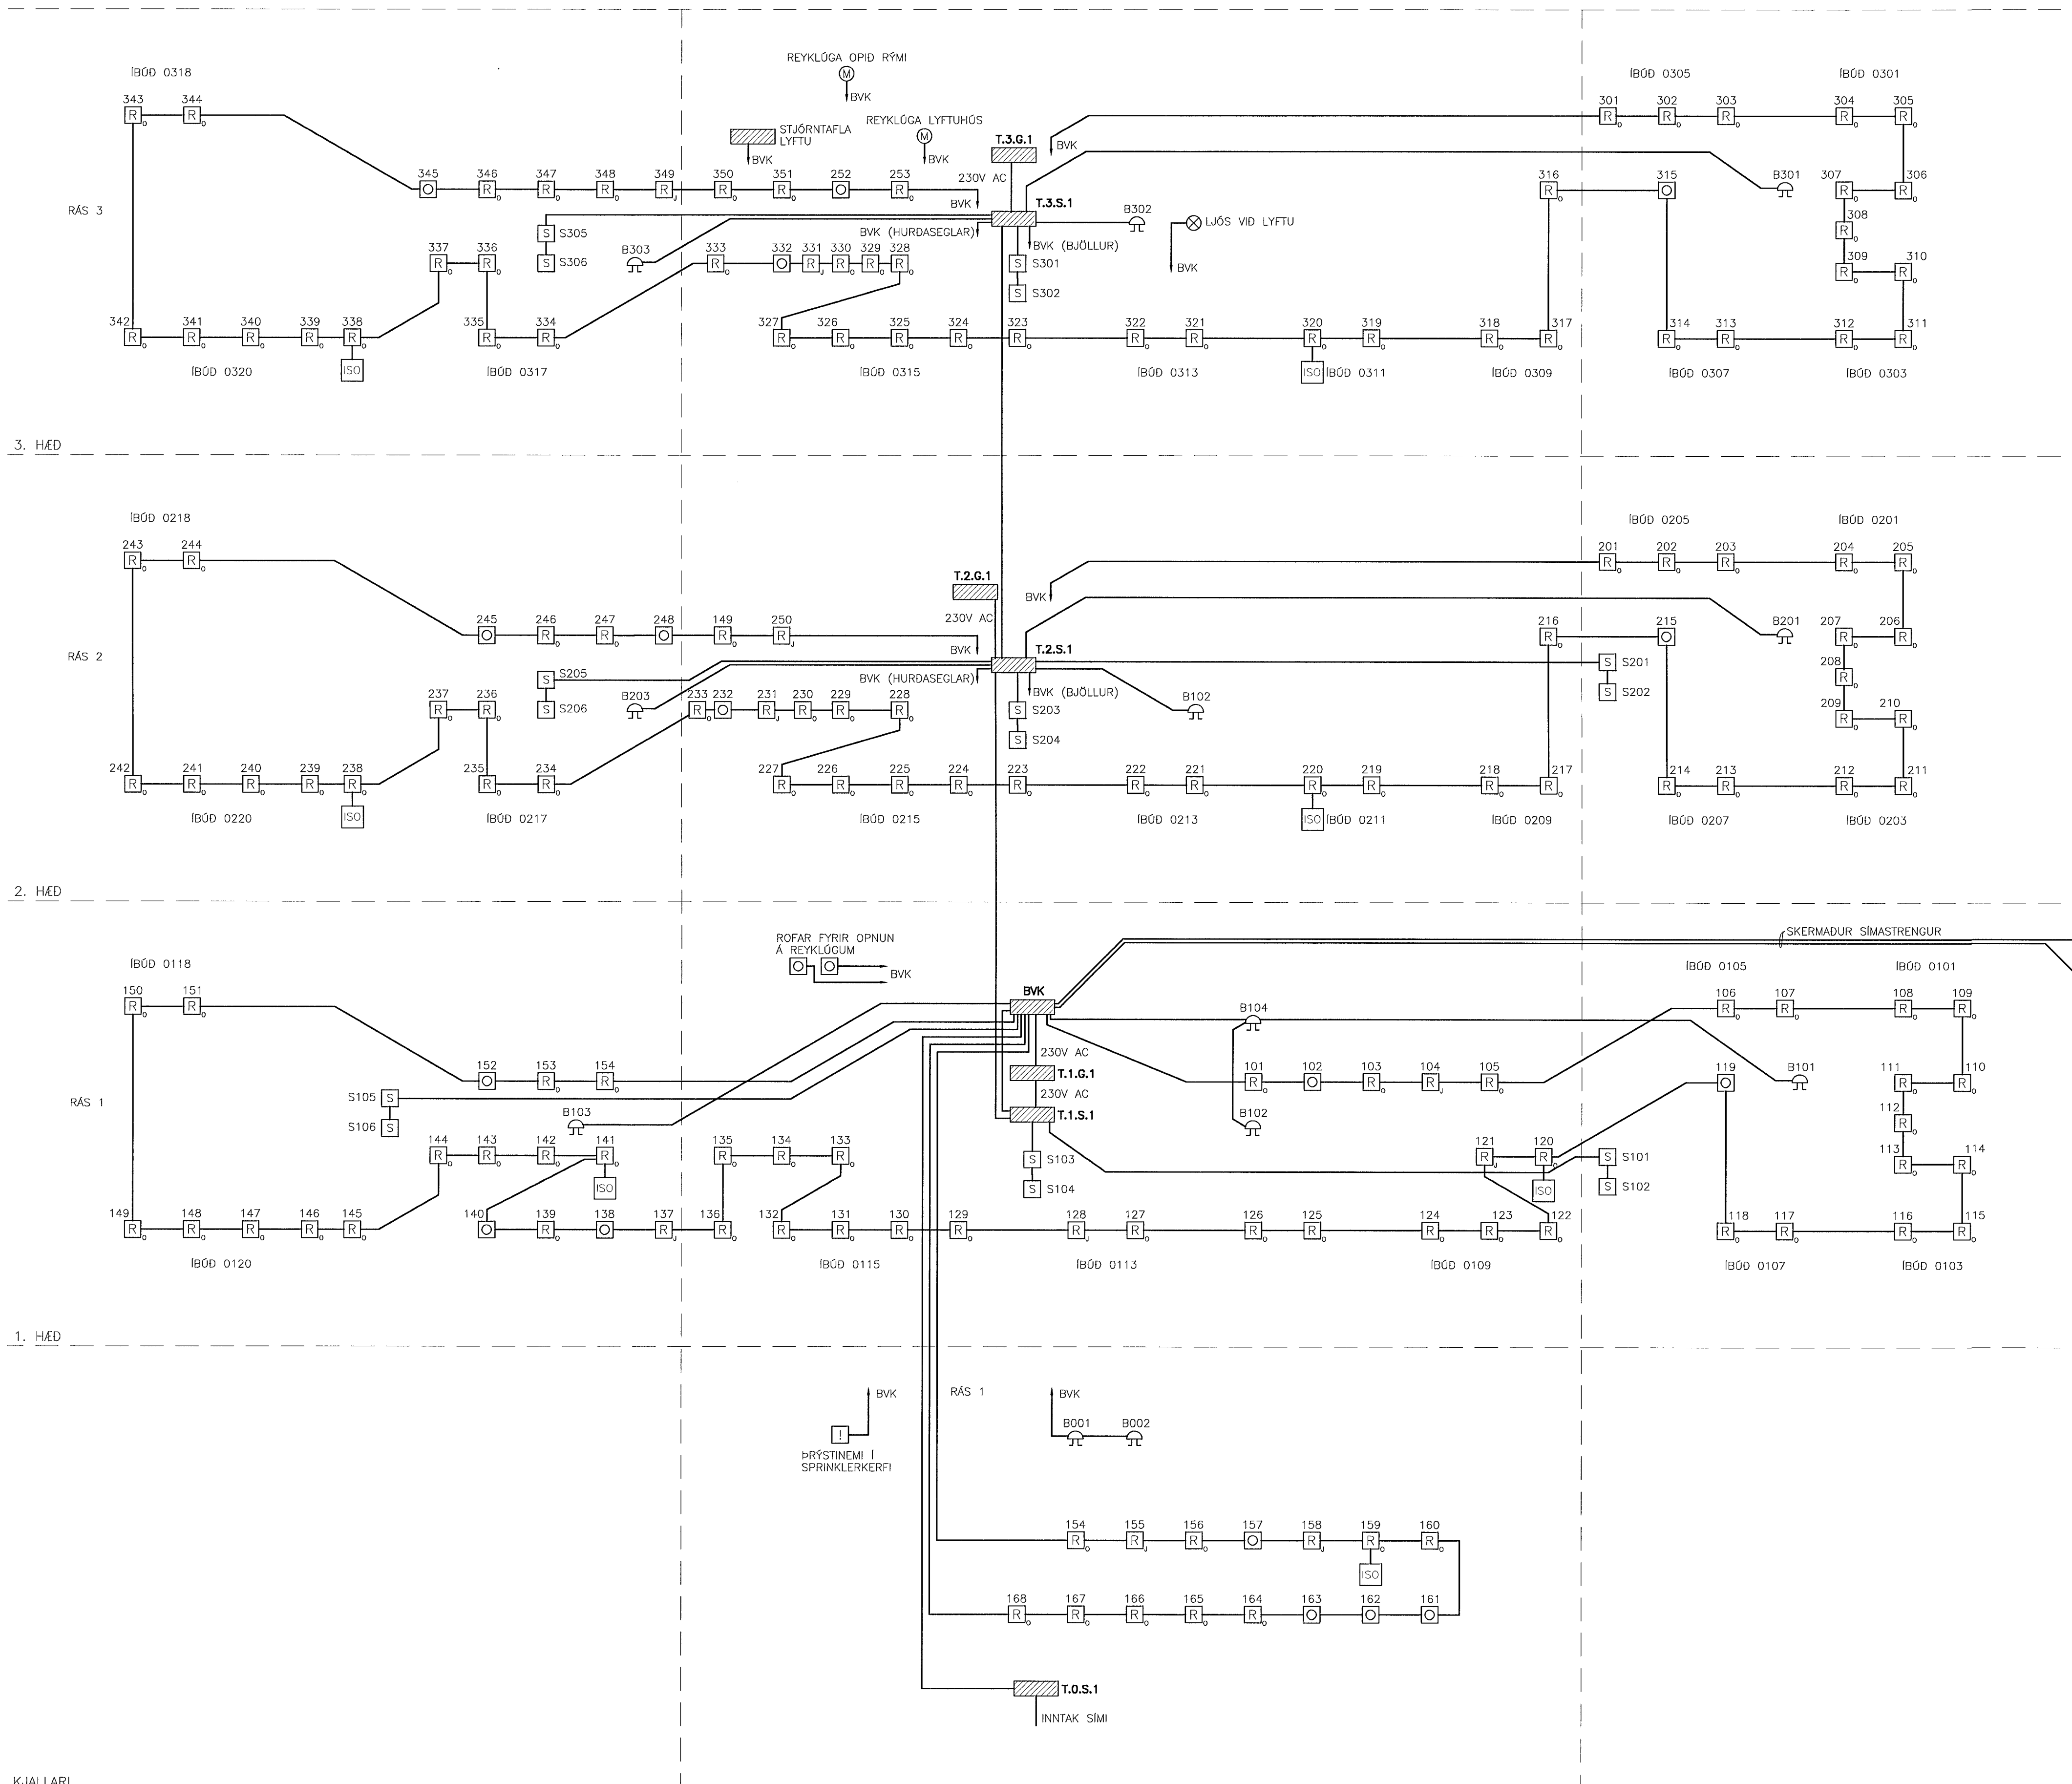 REYKLÚGA OPIÐ RÝMI
M
BVK
ÍBÚÐ 0318
ÍBÚÐ 0305
ÍBÚÐ 0301
343 344
301 302 303 304 305
REYKLÚGA LYFTUHÚS
M
BVK
STJÓRNTAFLA
LYFTU
BVK
T.3.G.1
BVK
230V AC
345 346 347 348 349 350 351 252 253
BVK
316 315 B301 307 306
308
RÁS 3
T.3.S.1
B302
LJÓS VIÐ LYFTU
BVK
S S305
S S306
B303
BVK (HURÐASEGLAR)
BVK (BJÖLLUR)
337 336
333 332 331 330 329 328
S S301
S S302
309 310
342 341 340 339 338 335 334
327 326 325 324 323 322 321 320 319 318 317 314 313 312 311
ISO
ISO
ÍBÚÐ 0320
ÍBÚÐ 0317
ÍBÚÐ 0315
ÍBÚÐ 0313
ÍBÚÐ 0311
ÍBÚÐ 0309
ÍBÚÐ 0307
ÍBÚÐ 0303
3. HÆÐ
ÍBÚÐ 0218
ÍBÚÐ 0205
ÍBÚÐ 0201
243 244
201 202 203 204 205
T.2.G.1
BVK
230V AC
245 246 247 248 149 250
BVK
216 215 B201 207 206
208
RÁS 2
T.2.S.1
S S205
S S206
B203
BVK (HURÐASEGLAR)
BVK (BJÖLLUR)
B102
S S201
S S202
237 236
233 232 231 230 229 228
S S203
S S204
209 210
242 241 240 239 238 235 234
227 226 225 224 223 222 221 220 219 218 217 214 213 212 211
ISO
ISO
ÍBÚÐ 0220
ÍBÚÐ 0217
ÍBÚÐ 0215
ÍBÚÐ 0213
ÍBÚÐ 0211
ÍBÚÐ 0209
ÍBÚÐ 0207
ÍBÚÐ 0203
2. HÆÐ
ROFAR FYRIR OPNUN
Á REYKLÚGUM
BVK
SKERMAÐUR SÍMASTRENGUR
ÍBÚÐ 0118
ÍBÚÐ 0105
ÍBÚÐ 0101
150 151
BVK
B104
106 107 108 109
230V AC
T.1.G.1
230V AC
T.1.S.1
152 153 154
101 102 103 104 105
119 B101 111 110
112
RÁS 1
S105 S
S106 S
B103
B102
144 143 142 141
135 134 133
S S103
S S104
121 120
S S101
S S102
113 114
ISO
ISO
149 148 147 146 145 140 139 138 137 136 132 131 130 129 128 127 126 125 124 123 122 118 117 116 115
ÍBÚÐ 0120
ÍBÚÐ 0115
ÍBÚÐ 0113
ÍBÚÐ 0109
ÍBÚÐ 0107
ÍBÚÐ 0103
1. HÆÐ
BVK
RÁS 1
BVK
!
B001 B002
ÞRÝSTINEMI Í
SPRINKLERKERFI
154 155 156 157 158 159 160
ISO
168 167 166 165 164 163 162 161
T.0.S.1
INNTAK SÍMI
KJALLARI